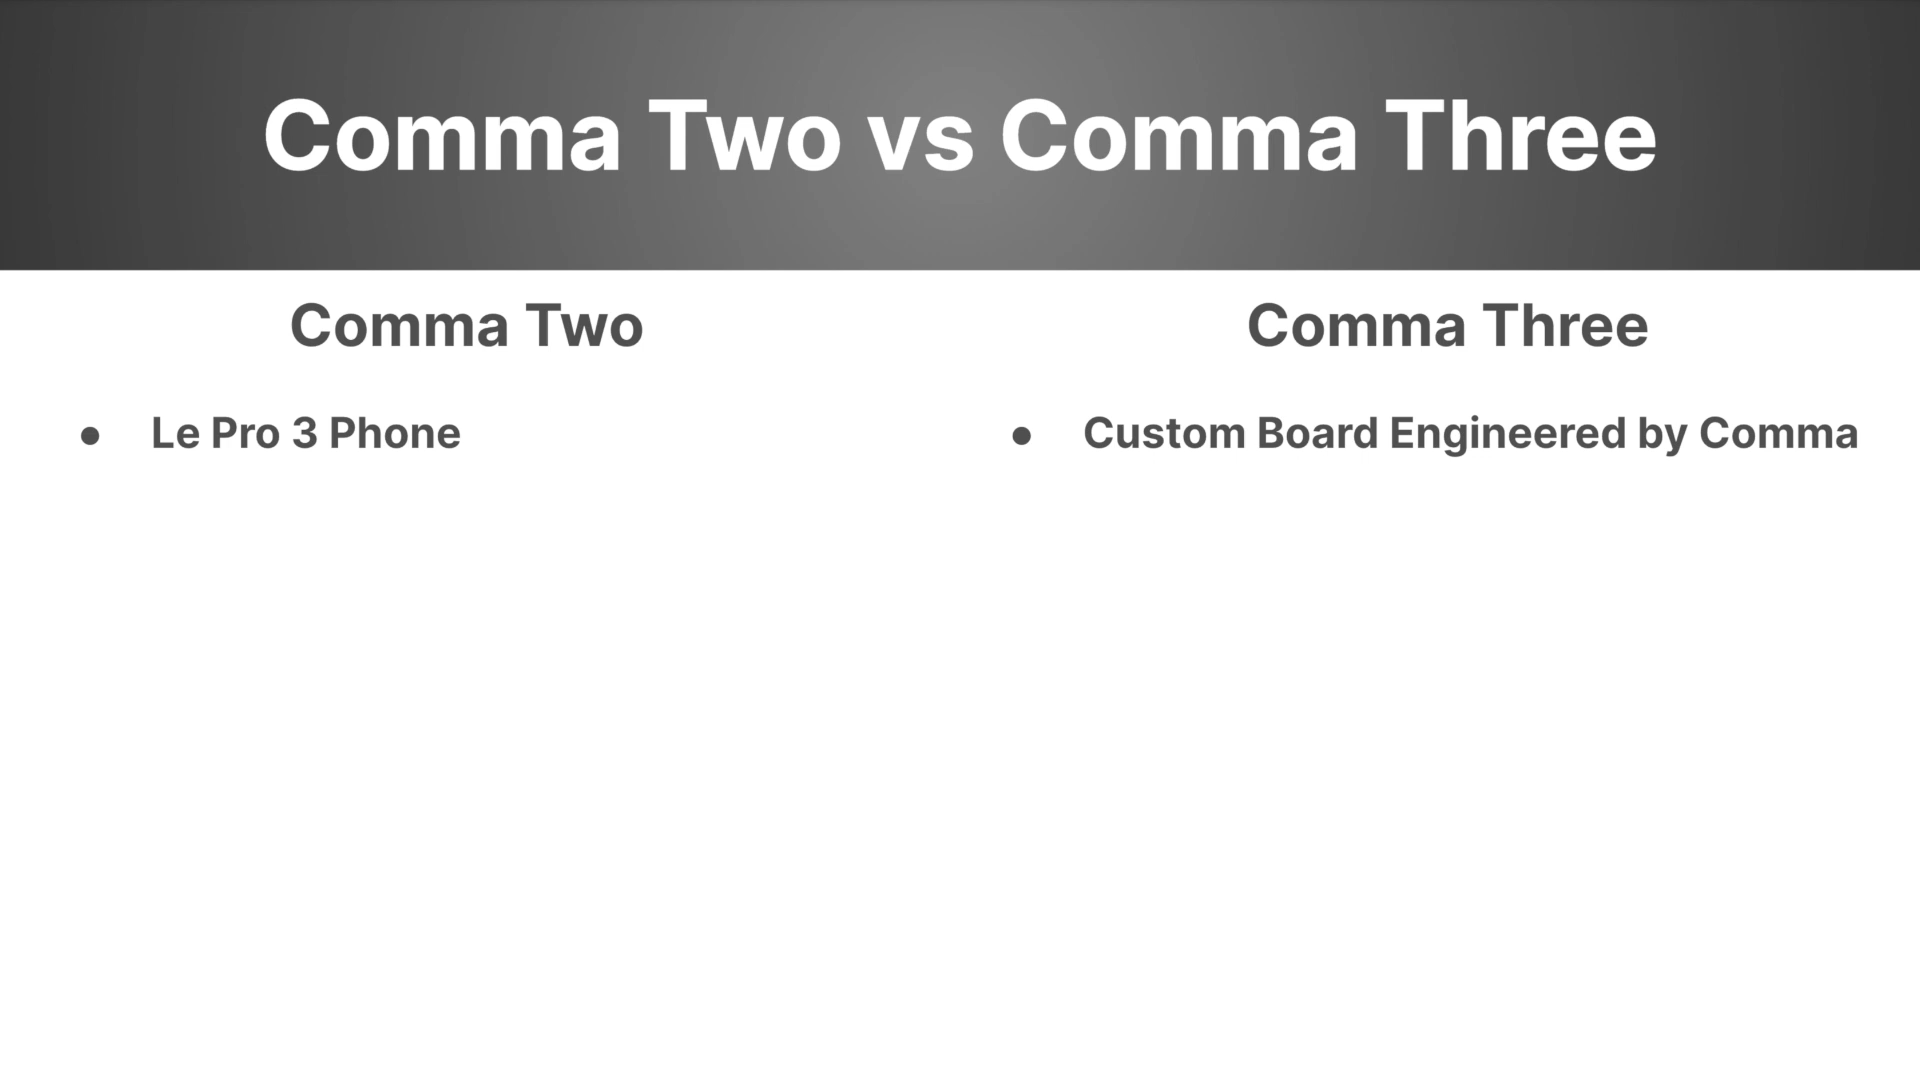 Comma Two vs Comma Three
Comma Two
● Le Pro 3 Phone
Comma Three
● Custom Board Engineered by Comma